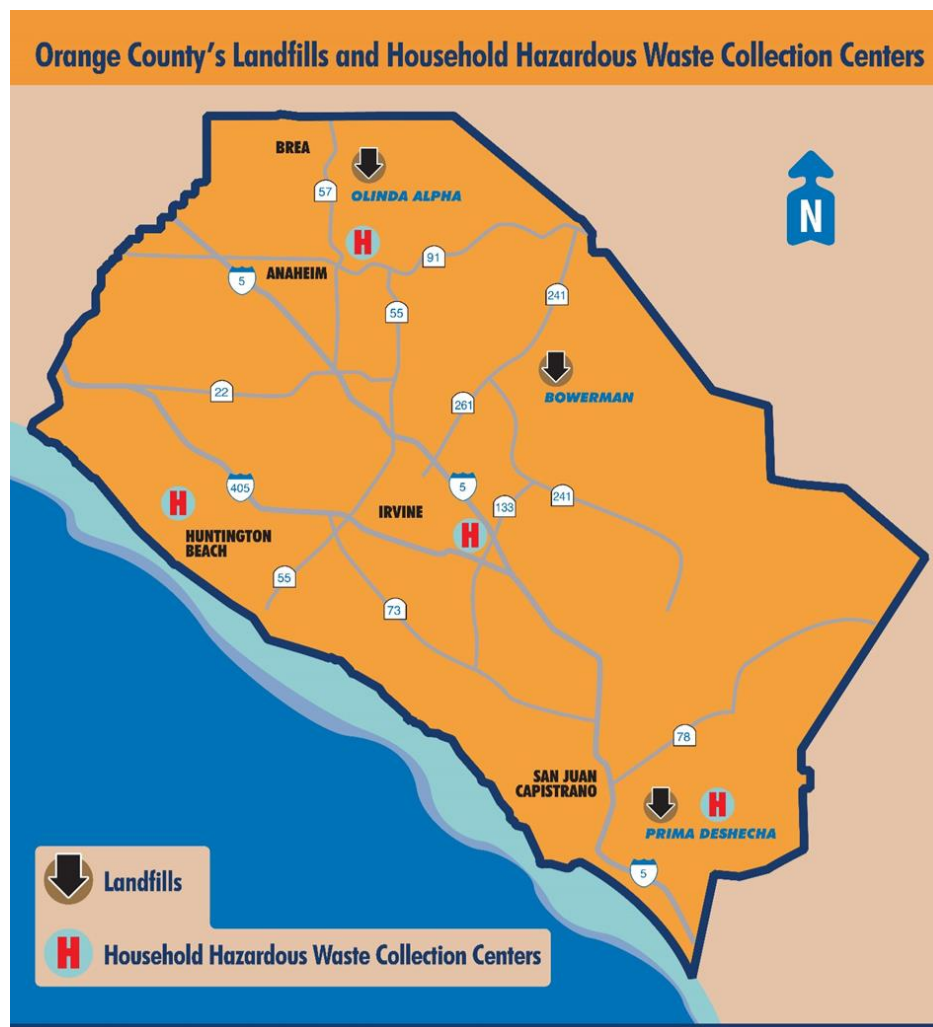 Orange County's Landfills and Household Hazardous Waste Collection Centers
BREA
57
OLINDA ALPHA
N
91
ANAHEIM
5
241
55
22
BOWERMAN
261
405
5
241
133
IRVINE
HUNTINGTON
BEACH
55
73
78
SAN JUAN
CAPISTRANO
PRIMA DESHECHA
5
H
H
H
H
Landfills
H
Household Hazardous Waste Collection Centers